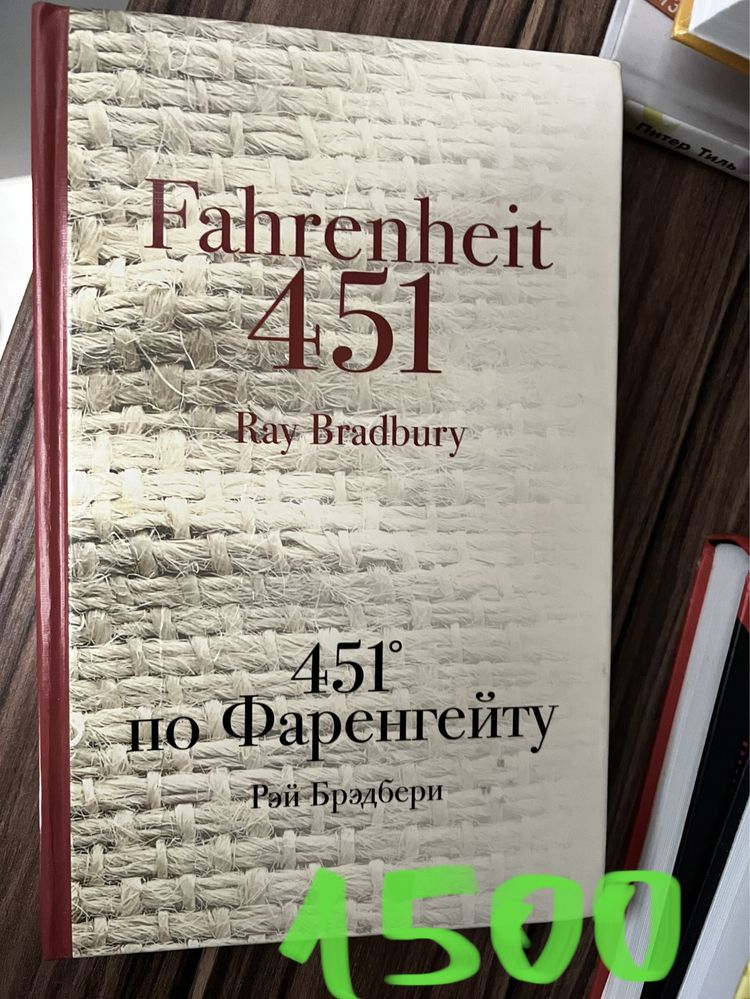 Fahrenheit
451
Ray Bradbury
451°
по Фаренгейту
Рэй Брэдбери
1500
Питер Тиль